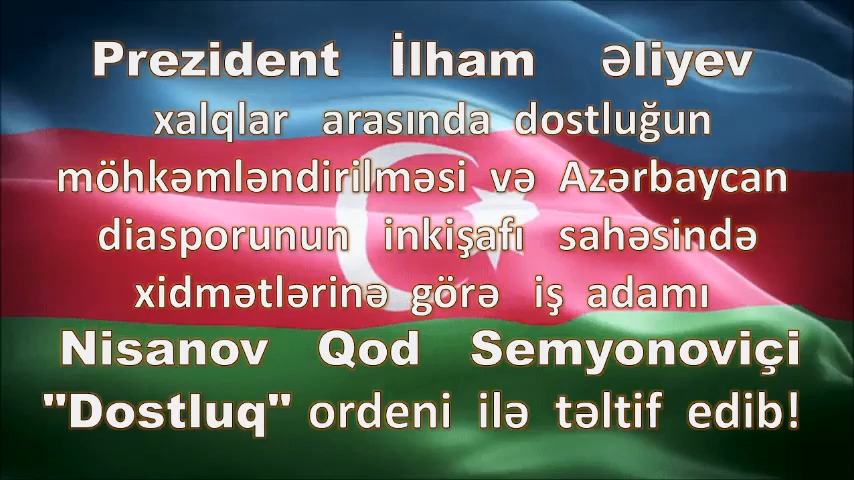 Prezident İlham Əliyev
xalqlar arasında dostluğun
möhkəmləndirilməsi və Azərbaycan
diasporunun inkişafı sahəsində
xidmətlərinə görə iş adamı
Nisanov Qod Semyonoviçi
"Dostluq" ordeni ilə təltif edib!